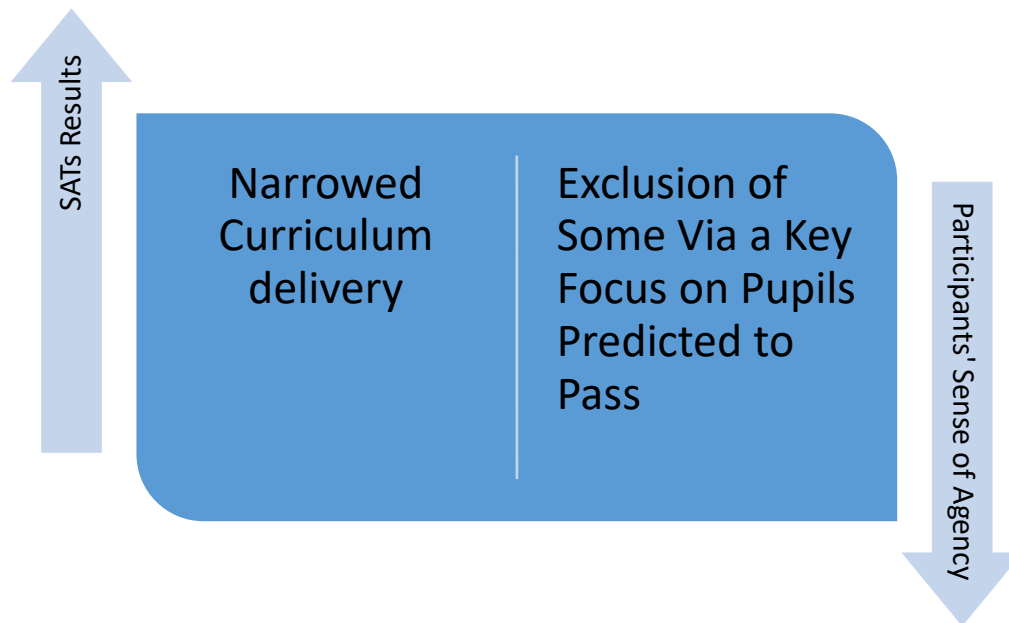 SATs Results
Narrowed
Curriculum
delivery
Exclusion of
Some Via a Key
Focus on Pupils
Predicted to
Pass
Participants' Sense of Agency